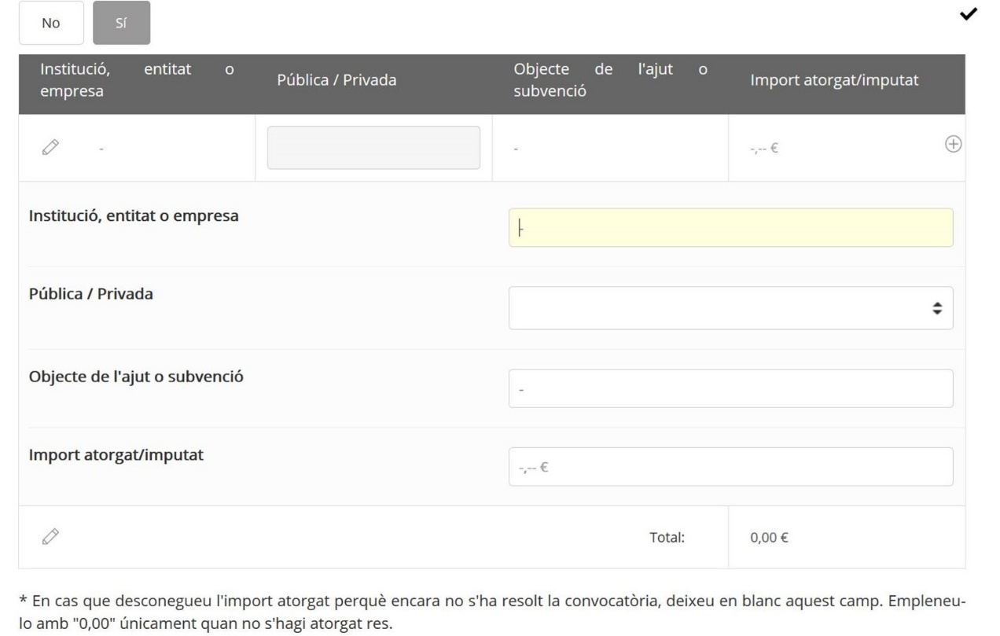 No Sí
Institució, entitat o
empresa
Pública / Privada
Objecte de l'ajut o
subvenció
Import atorgat/imputat
- - -,-- €
Institució, entitat o empresa
-
Pública / Privada
Objecte de l'ajut o subvenció
-
Import atorgat/imputat
-,-- €
Total: 0,00 €
* En cas que desconegueu l'import atorgat perquè encara no s'ha resolt la convocatòria, deixeu en blanc aquest camp. Empleneu-
lo amb "0,00" únicament quan no s'hagi atorgat res.